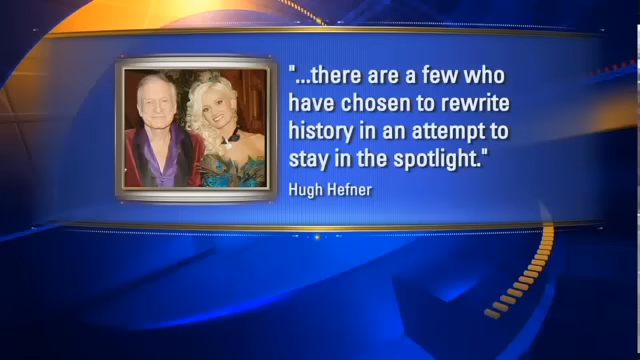 "...there are a few who
have chosen to rewrite
history in an attempt to
stay in the spotlight."
Hugh Hefner